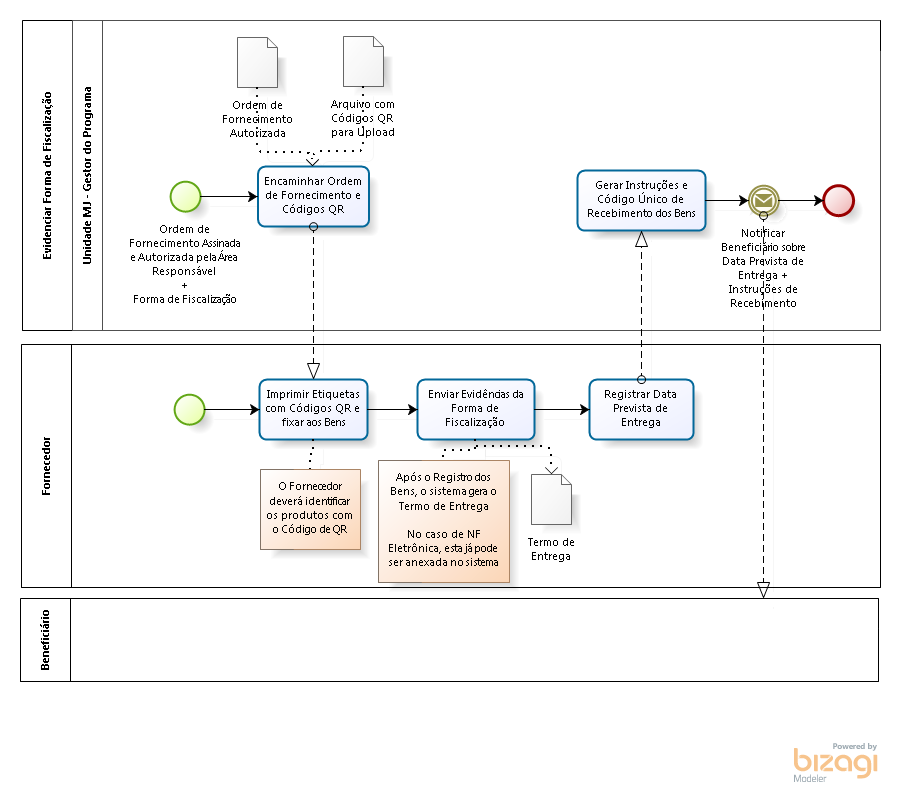 Evidenciar Forma de Fiscalização
Unidade MJ - Gestor do Programa
Ordem de
Fornecimento
Autorizada
Arquivo com
Códigos QR
para Upload
Encaminhar Ordem
de Fornecimento e
Códigos QR
Ordem de
Fornecimento Assinada
e Autorizada pela Área
Responsável
+
Forma de Fiscalização
Gerar Instruções e
Código Único de
Recebimento dos Bens
Notificar
Beneficiário sobre
Data Prevista de
Entrega +
Instruções de
Recebimento
Fornecedor
Imprimir Etiquetas
com Códigos QR e
fixar aos Bens
Enviar Evidências da
Forma de
Fiscalização
Registrar Data
Prevista de
Entrega
O Fornecedor
deverá identificar
os produtos com
o Código de QR
Após o Registro dos
Bens, o sistema gera o
Termo de Entrega
No caso de NF
Eletrônica, esta já pode
ser anexada no sistema
Termo de
Entrega
Beneficiário
Powered by
bizagi
Modeler